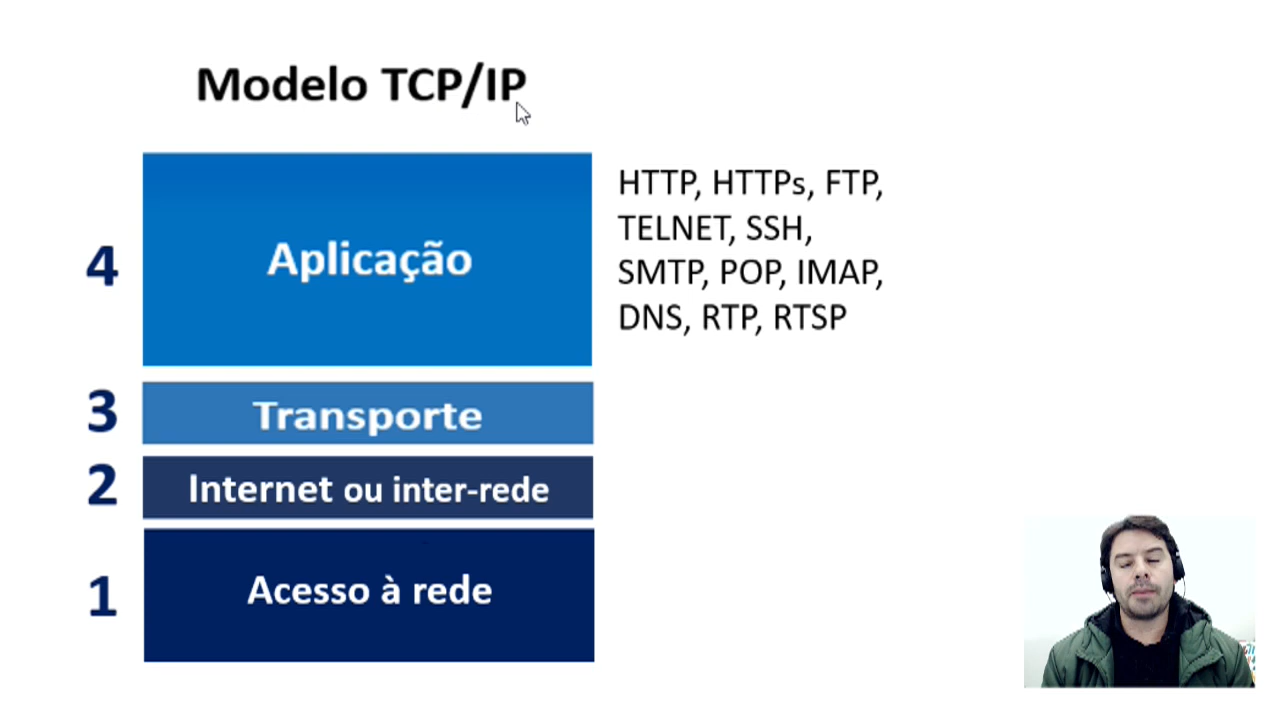 Modelo TCP/IP
4
Aplicação
HTTP, HTTPs, FTP,
TELNET, SSH,
SMTP, POP, IMAP,
DNS, RTP, RTSP
3
Transporte
2
Internet ou inter-rede
1
Acesso à rede